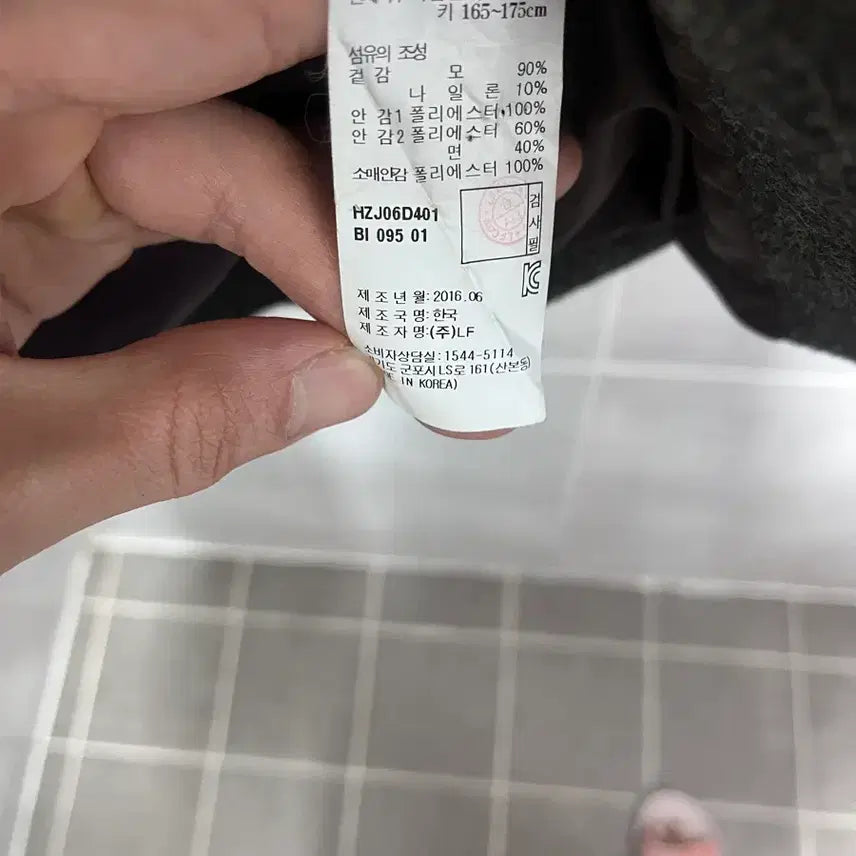 키 165~175cm
섬유의 조성
겉 감 모 90%
나 일 론 10%
안 감1 폴리에스터 100%
안 감2 폴리에스터 60%
면 40%
소매안감 폴리에스터 100%
HZJ06D401
BI 095 01
검사필
제 조 년 월: 2016.06
제 조 국 명: 한국
제 조 자 명:(주)LF
소비자상담실: 1544-5114
군포시 LS로 161(산본동)
IN KOREA)